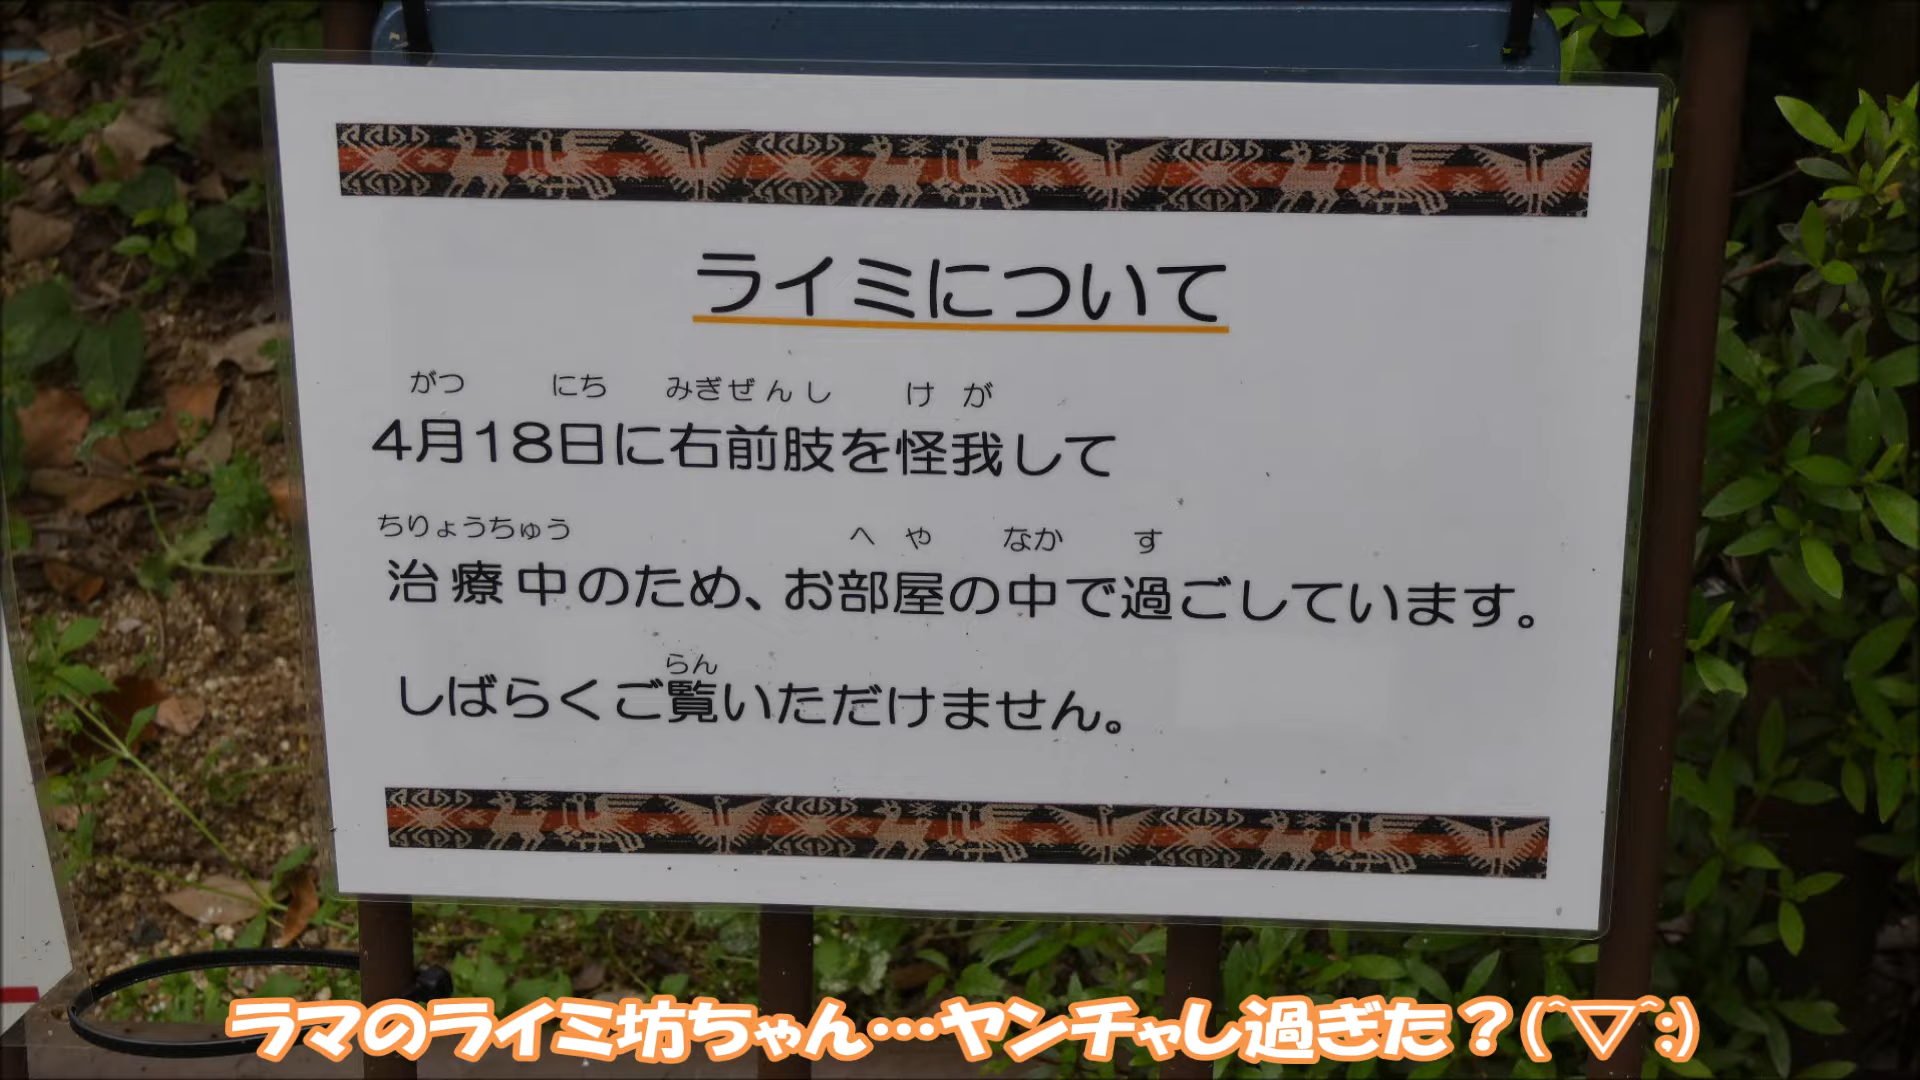 ライミについて
がつ にち みぎぜんし けが
4月18日に右前肢を怪我して
ちりょうちゅう へや なか す
治療中のため、お部屋の中で過ごしています。
らん
しばらくご覧いただけません。
ラマのライミ坊ちゃん…ヤンチャし過ぎた？(^▽^;)